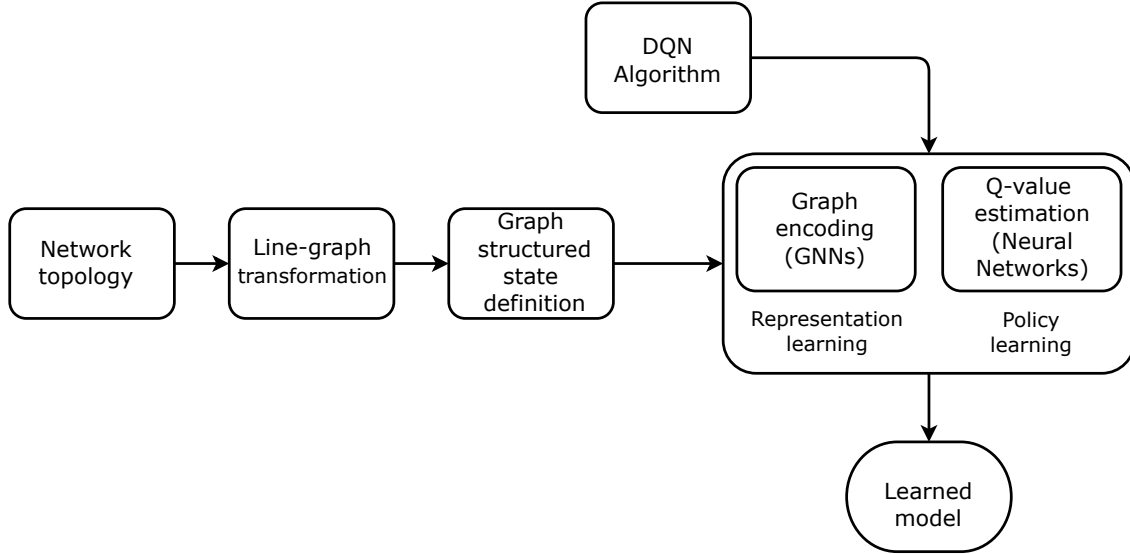 DQN
Algorithm
Network
topology
Line-graph
transformation
Graph
structured
state
definition
Graph
encoding
(GNNs)
Representation
learning
Q-value
estimation
(Neural
Networks)
Policy
learning
Learned
model